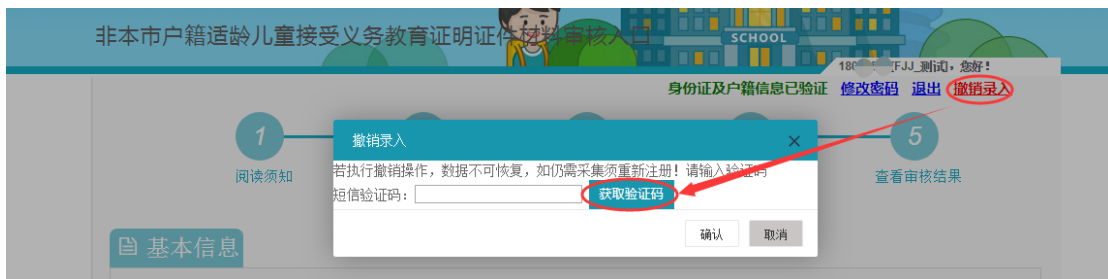 非本市户籍适龄儿童接受义务教育证明证件材料审核入口
SCHOOL
FJJ_测试, 您好!
身份证及户籍信息已验证 修改密码 退出 撤销录入
1
5
撤销录入 ×
阅读须知
查看审核结果
若执行撤销操作，数据不可恢复，如仍需采集须重新注册！请输入验证码
短信验证码： 获取验证码
确认 取消
基本信息